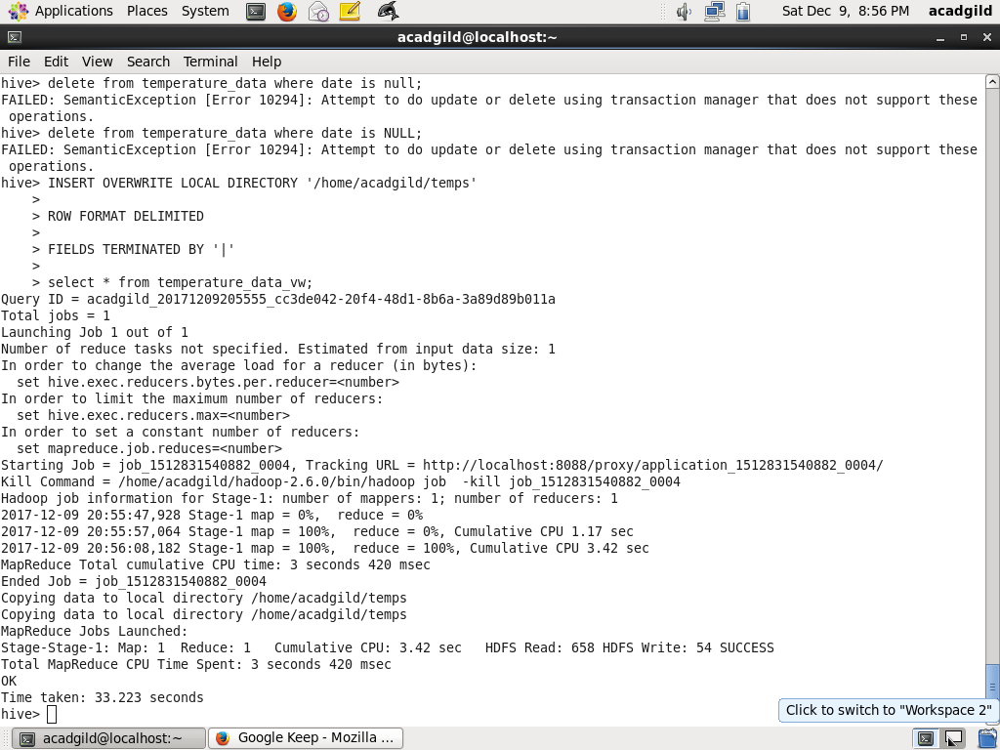 Applications Places System Sat Dec 9, 8:56 PM acadgild
acadgild@localhost:~
File Edit View Search Terminal Help
hive> delete from temperature_data where date is null;
FAILED: SemanticException [Error 10294]: Attempt to do update or delete using transaction manager that does not support these
 operations.
hive> delete from temperature_data where date is NULL;
FAILED: SemanticException [Error 10294]: Attempt to do update or delete using transaction manager that does not support these
 operations.
hive> INSERT OVERWRITE LOCAL DIRECTORY '/home/acadgild/temps'
    >
    > ROW FORMAT DELIMITED
    >
    > FIELDS TERMINATED BY '|'
    >
    > select * from temperature_data_vw;
Query ID = acadgild_20171209205555_cc3de042-20f4-48d1-8b6a-3a89d89b011a
Total jobs = 1
Launching Job 1 out of 1
Number of reduce tasks not specified. Estimated from input data size: 1
In order to change the average load for a reducer (in bytes):
  set hive.exec.reducers.bytes.per.reducer=<number>
In order to limit the maximum number of reducers:
  set hive.exec.reducers.max=<number>
In order to set a constant number of reducers:
  set mapreduce.job.reduces=<number>
Starting Job = job_1512831540882_0004, Tracking URL = http://localhost:8088/proxy/application_1512831540882_0004/
Kill Command = /home/acadgild/hadoop-2.6.0/bin/hadoop job  -kill job_1512831540882_0004
Hadoop job information for Stage-1: number of mappers: 1; number of reducers: 1
2017-12-09 20:55:47,928 Stage-1 map = 0%,  reduce = 0%
2017-12-09 20:55:57,064 Stage-1 map = 100%,  reduce = 0%, Cumulative CPU 1.17 sec
2017-12-09 20:56:08,182 Stage-1 map = 100%,  reduce = 100%, Cumulative CPU 3.42 sec
MapReduce Total cumulative CPU time: 3 seconds 420 msec
Ended Job = job_1512831540882_0004
Copying data to local directory /home/acadgild/temps
Copying data to local directory /home/acadgild/temps
MapReduce Jobs Launched:
Stage-Stage-1: Map: 1  Reduce: 1   Cumulative CPU: 3.42 sec   HDFS Read: 658 HDFS Write: 54 SUCCESS
Total MapReduce CPU Time Spent: 3 seconds 420 msec
OK
Time taken: 33.223 seconds
hive>
Click to switch to "Workspace 2"
acadgild@localhost:~ Google Keep - Mozilla ...